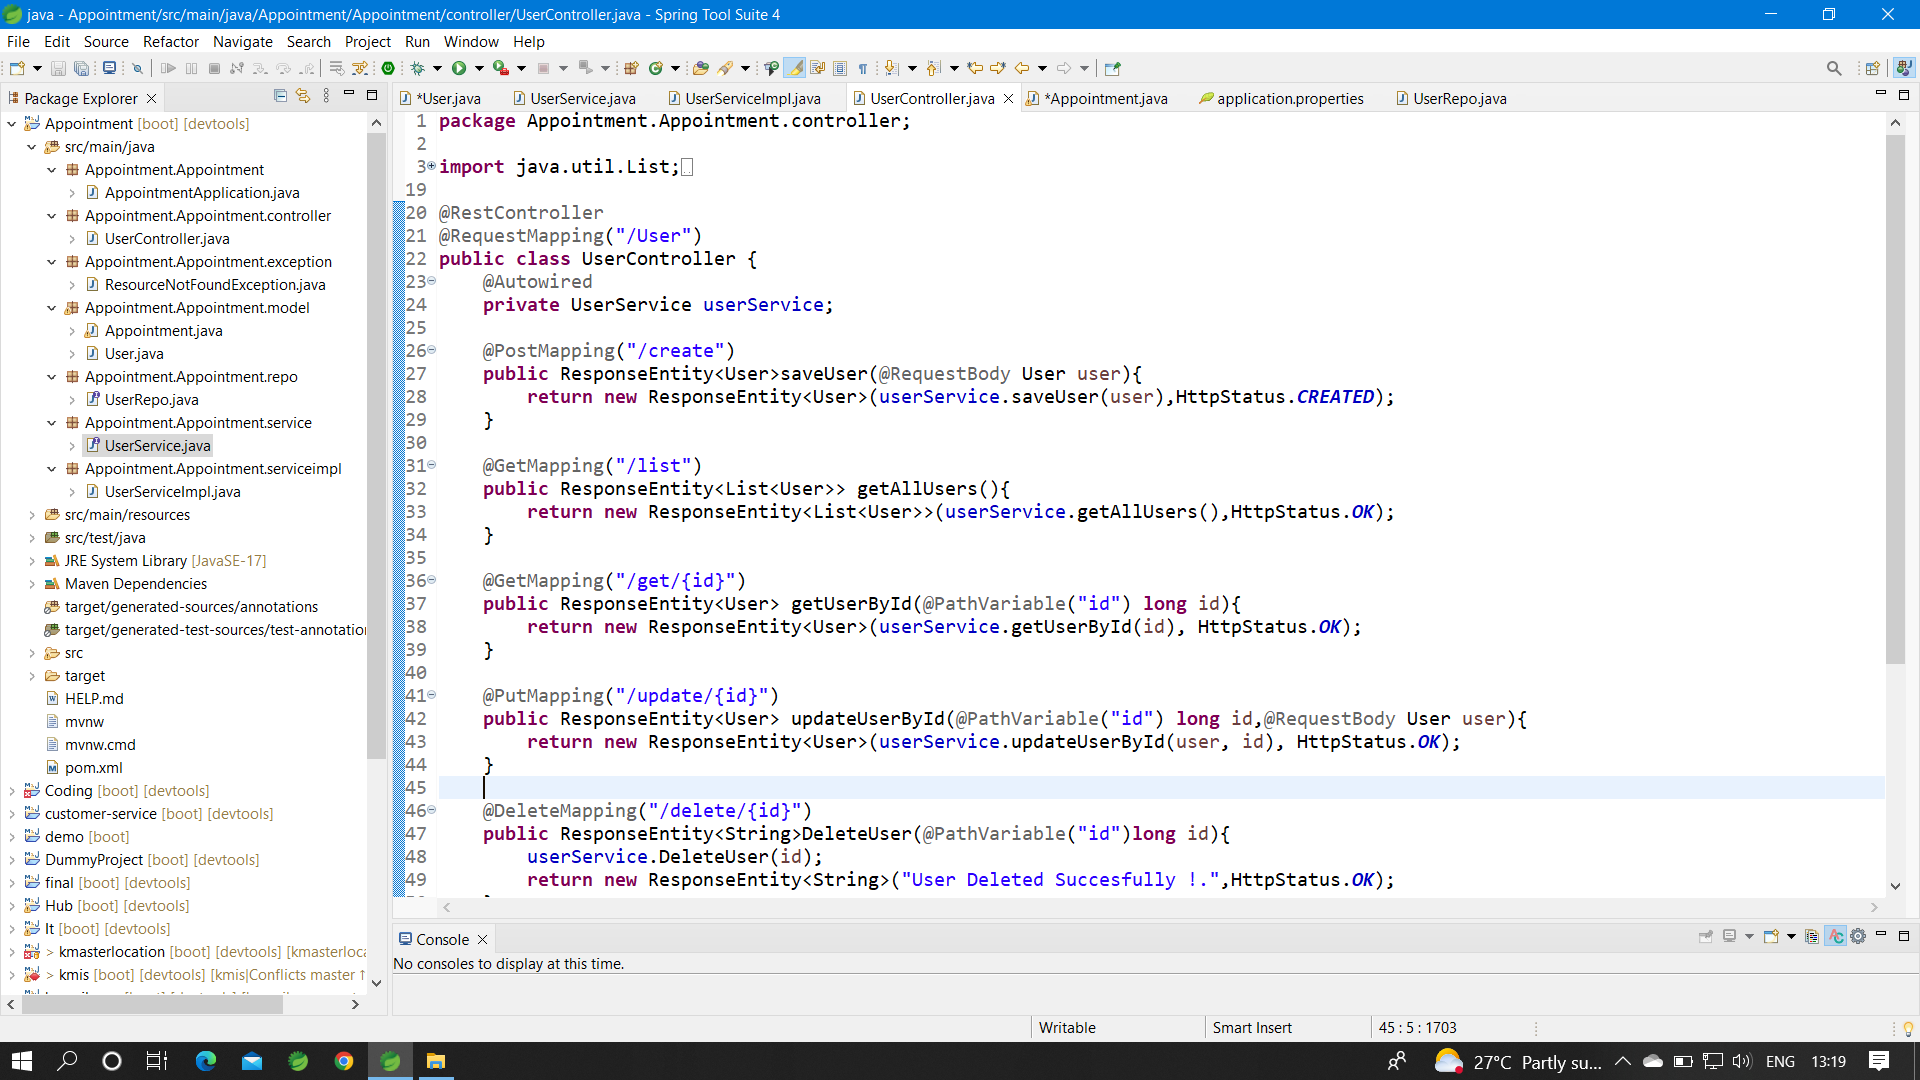 java - Appointment/src/main/java/Appointment/Appointment/controller/UserController.java - Spring Tool Suite 4
File Edit Source Refactor Navigate Search Project Run Window Help
Package Explorer
*User.java UserService.java UserServiceImpl.java UserController.java *Appointment.java application.properties UserRepo.java
Appointment [boot] [devtools]
src/main/java
Appointment.Appointment
AppointmentApplication.java
Appointment.Appointment.controller
UserController.java
Appointment.Appointment.exception
ResourceNotFoundException.java
Appointment.Appointment.model
Appointment.java
User.java
Appointment.Appointment.repo
UserRepo.java
Appointment.Appointment.service
UserService.java
Appointment.Appointment.serviceimpl
UserServiceImpl.java
src/main/resources
src/test/java
JRE System Library [JavaSE-17]
Maven Dependencies
target/generated-sources/annotations
target/generated-test-sources/test-annotatio
src
target
HELP.md
mvnw
mvnw.cmd
pom.xml
Coding [boot] [devtools]
customer-service [boot] [devtools]
demo [boot]
DummyProject [boot] [devtools]
final [boot] [devtools]
Hub [boot] [devtools]
It [boot] [devtools]
> kmasterlocation [boot] [devtools] [kmasterloca
> kmis [boot] [devtools] [kmis|Conflicts master ↑
1 package Appointment.Appointment.controller;
2
3 import java.util.List;
19
20 @RestController
21 @RequestMapping("/User")
22 public class UserController {
23 @Autowired
24 private UserService userService;
25
26 @PostMapping("/create")
27 public ResponseEntity<User>saveUser(@RequestBody User user){
28 return new ResponseEntity<User>(userService.saveUser(user),HttpStatus.CREATED);
29 }
30
31 @GetMapping("/list")
32 public ResponseEntity<List<User>> getAllUsers(){
33 return new ResponseEntity<List<User>>(userService.getAllUsers(),HttpStatus.OK);
34 }
35
36 @GetMapping("/get/{id}")
37 public ResponseEntity<User> getUserById(@PathVariable("id") long id){
38 return new ResponseEntity<User>(userService.getUserById(id), HttpStatus.OK);
39 }
40
41 @PutMapping("/update/{id}")
42 public ResponseEntity<User> updateUserById(@PathVariable("id") long id,@RequestBody User user){
43 return new ResponseEntity<User>(userService.updateUserById(user, id), HttpStatus.OK);
44 }
45
46 @DeleteMapping("/delete/{id}")
47 public ResponseEntity<String>DeleteUser(@PathVariable("id")long id){
48 userService.DeleteUser(id);
49 return new ResponseEntity<String>("User Deleted Succesfully !.",HttpStatus.OK);
Console
No consoles to display at this time.
Writable Smart Insert 45 : 5 : 1703
27°C Partly su... ENG 13:19